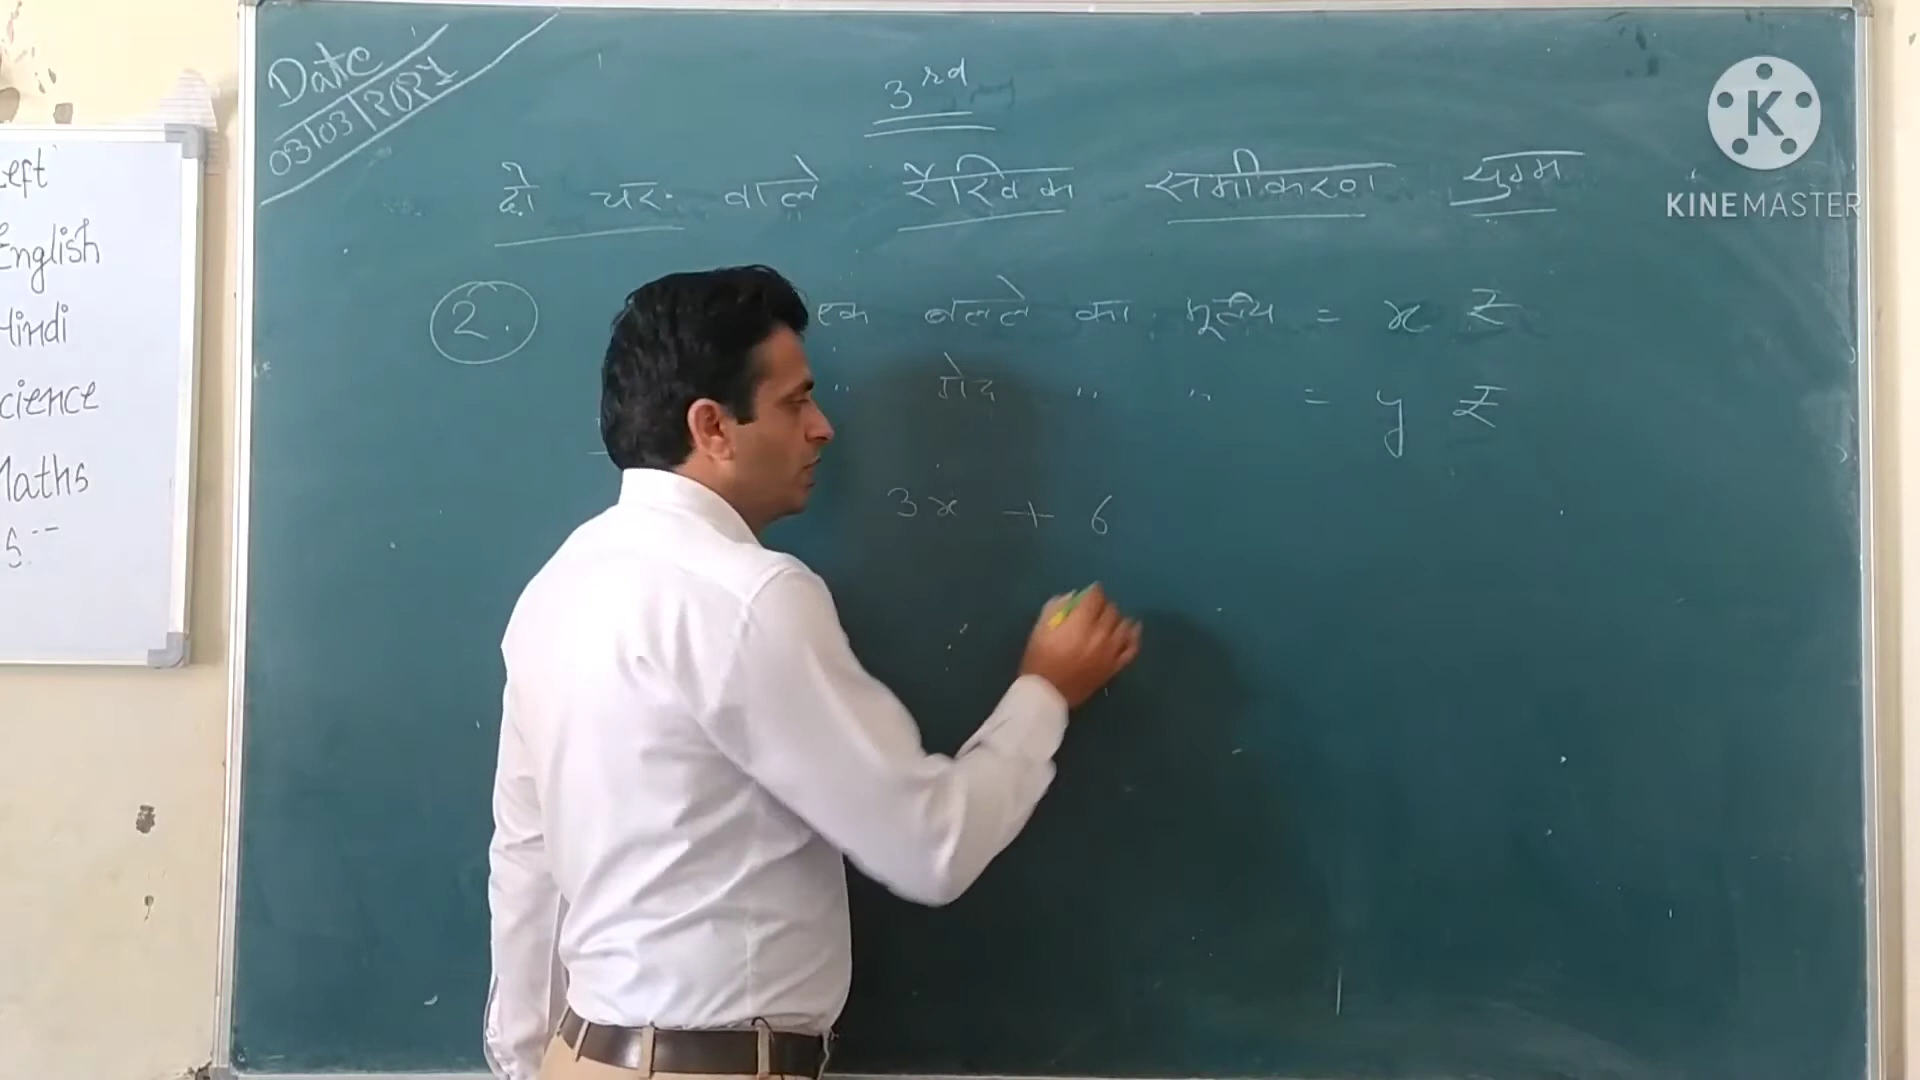 Date
03/03/2021
3rd
दो चर वाले रैखिक समीकरण युग्म
2. एक बल्ले का मूल्य = x ₹
" गेंद " " = y ₹
3x + 6
Left
English
Hindi
Science
Maths
S.
K
KINEMASTER